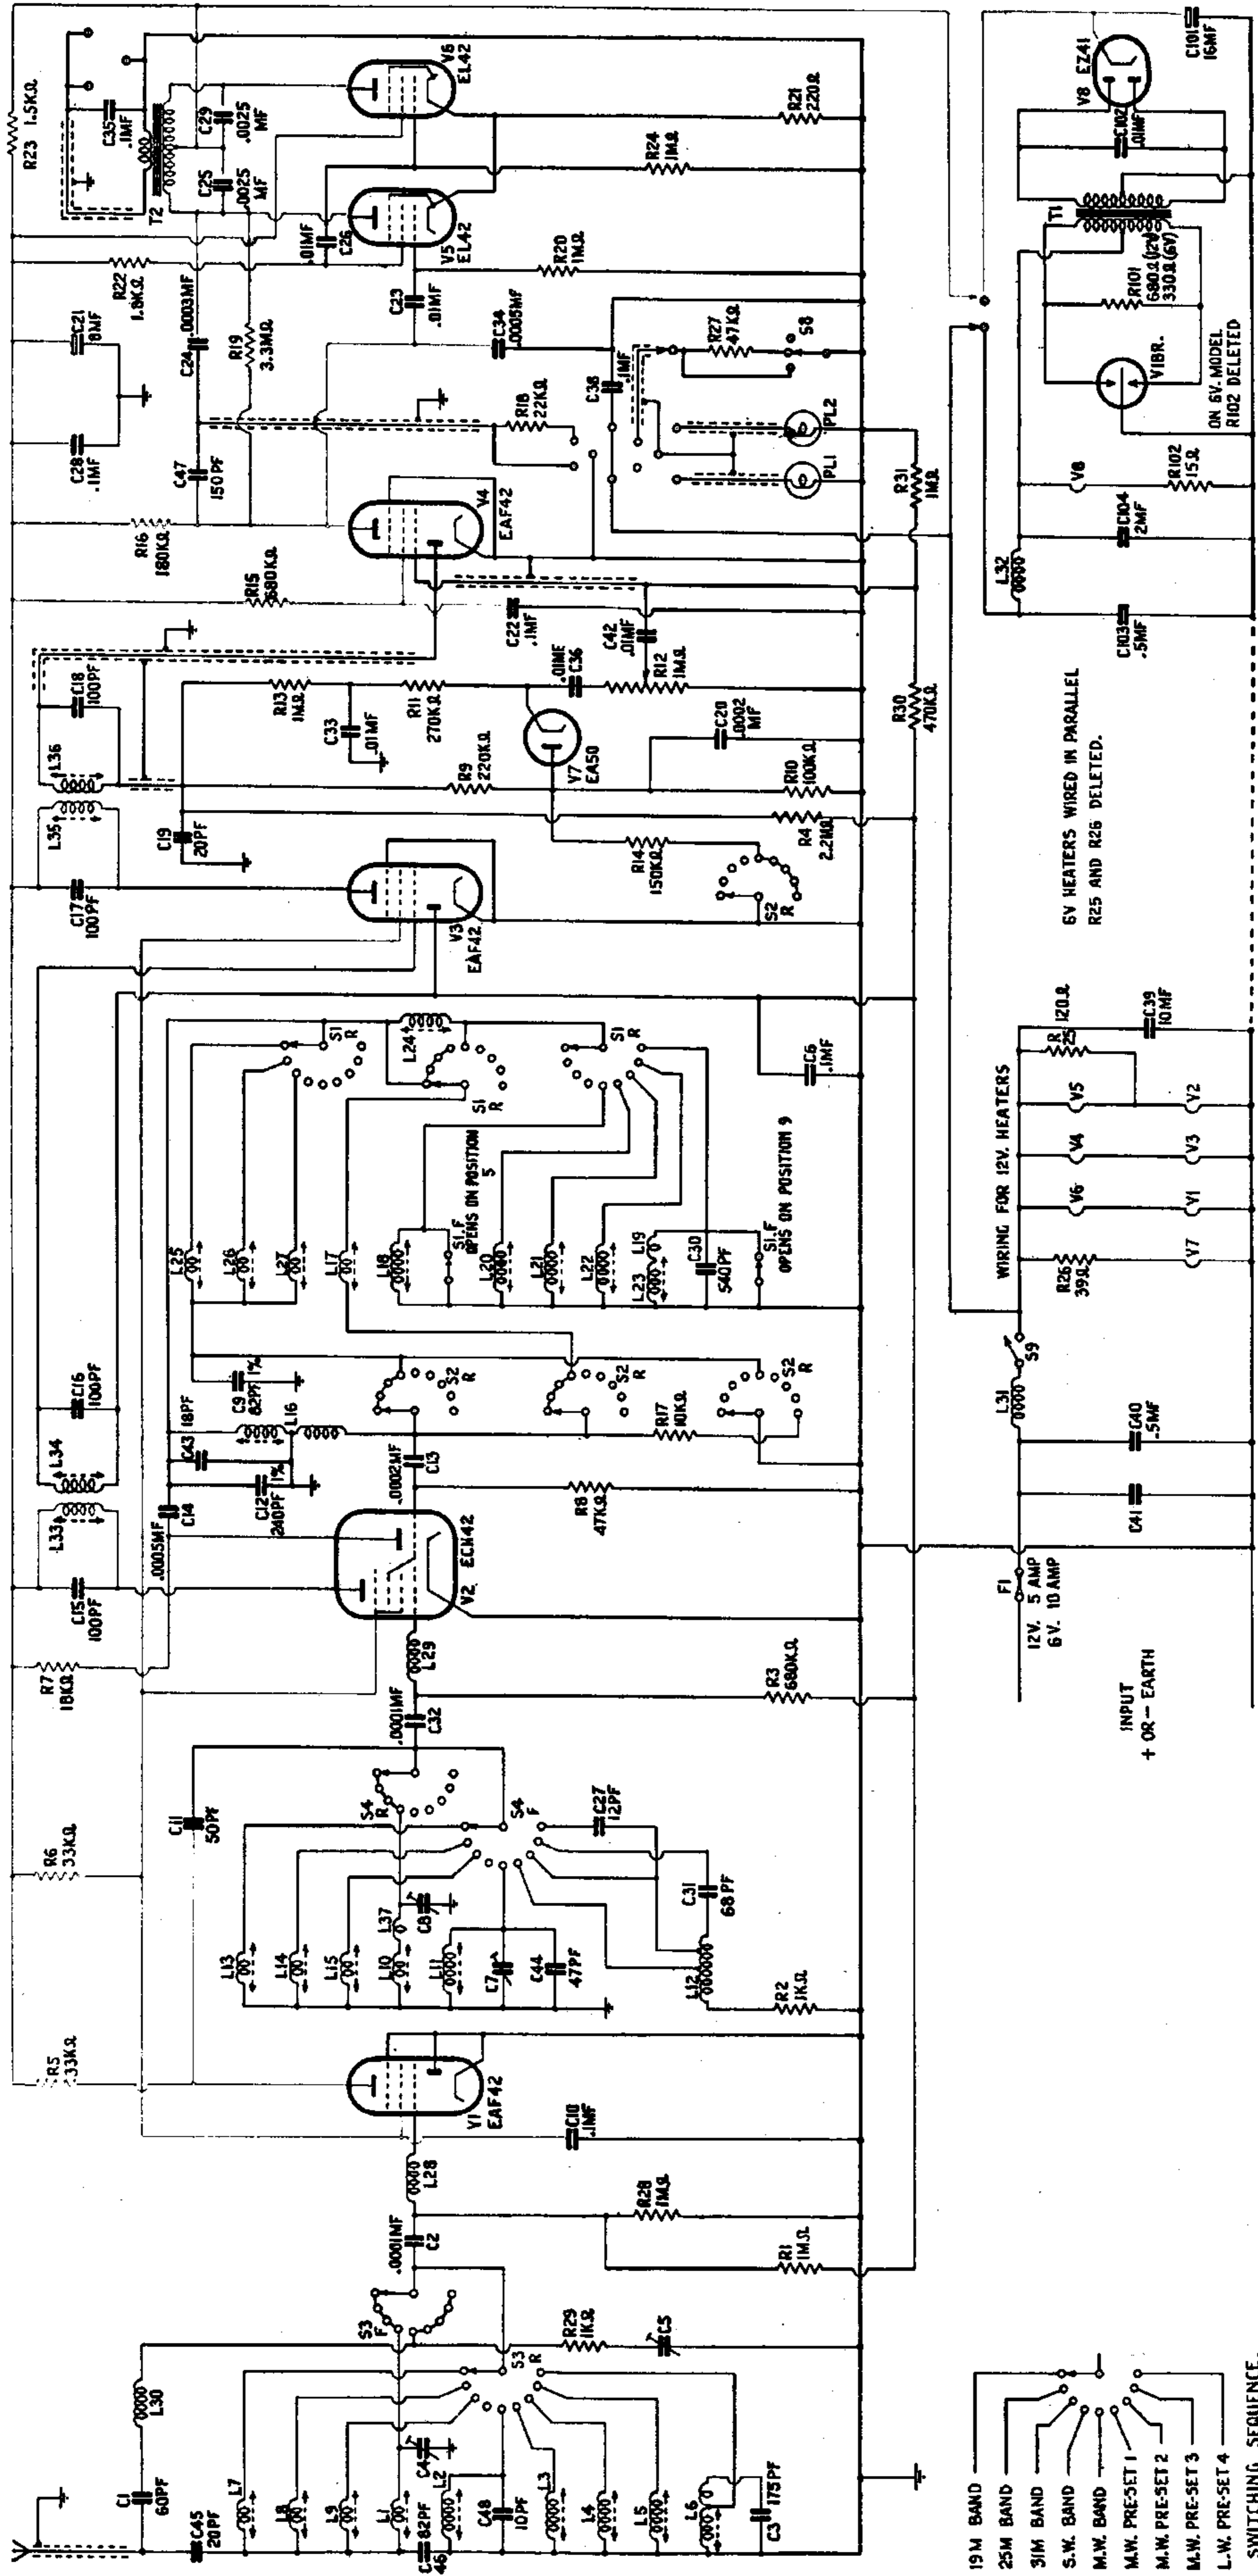 R23 1.5KΩ
C35
.1MF
T2
C29
.0025
MF
C25
.0025
MF
V6
EL42
V5
EL42
R21
220Ω
R24
1MΩ
.01MF
C26
R20
1MΩ
R22
1.8KΩ
C21
8MF
C24
.0003MF
R19
3.3MΩ
C23
.01MF
C34
.0005MF
C28
.1MF
C47
150PF
R18
22KΩ
C38
.1MF
R27
47KΩ
S8
PL2
PL1
R16
180KΩ
V4
EAF42
R31
1MΩ
R15
680KΩ
C22
.1MF
C42
.01MF
R12
1MΩ
C18
100PF
L36
L35
R13
1MΩ
C33
.01MF
R11
270KΩ
C36
V7
EA50
R9
220KΩ
C20
.0002
MF
R10
100KΩ
R30
470KΩ
C19
20PF
R4
2.2MΩ
R14
150KΩ
S2
R
C17
100PF
V3
EAF42
C16
100PF
L34
L33
C15
100PF
L25
L26
L27
L17
L18
S1.F
OPENS ON POSITION
5
L20
L21
L22
L19
L23
C30
540PF
S1.F
OPENS ON POSITION 9
S1
R
L24
S1
R
S1
R
C6
.1MF
C9
82PF 1%
C43 18PF
L16
C12
240PF 1%
C14
.0005MF
S2
R
S2
R
S2
R
R17
10KΩ
.0002MF
C13
R8
47KΩ
V2
ECH42
R7
18KΩ
L29
.0001MF
C32
R3
680KΩ
R6
33KΩ
C11
50PF
S4
R
S4
F
C27
12PF
L13
L14
L15
L37
L10
C8
L11
C7
C44
47PF
C31
68PF
L12
R2
1KΩ
R5
33KΩ
V1
EAF42
C10
.1MF
L28
R28
1MΩ
R1
1MΩ
.0001MF
C2
S3
F
S3
R
R29
1KΩ
C5
L30
C1
60PF
C45
20PF
L7
L8
L9
L1
C4
82PF
C
46
L2
C48
10PF
L3
L4
L5
L6
C3
175PF
19M BAND
25M BAND
31M BAND
S.W. BAND
M.W. BAND
M.W. PRE-SET 1
M.W. PRE-SET 2
M.W. PRE-SET 3
L.W. PRE-SET 4
SWITCHING SEQUENCE.
INPUT
+ OR - EARTH
F1
12V. 5 AMP
6V. 10 AMP
C41
C40
.5MF
L31
S9
WIRING FOR 12V. HEATERS
R26
39Ω
V7
V6
V1
V4
V3
V5
V2
R
25
120Ω
C39
10MF
6V HEATERS WIRED IN PARALLEL
R25 AND R26 DELETED.
C103
.5MF
L32
C104
2MF
V8
R102
15Ω
ON 6V. MODEL
R102 DELETED
VIBR.
R101
680Ω(12V)
330Ω(6V)
T1
C102
.01MF
V8
EZ41
C101
16MF